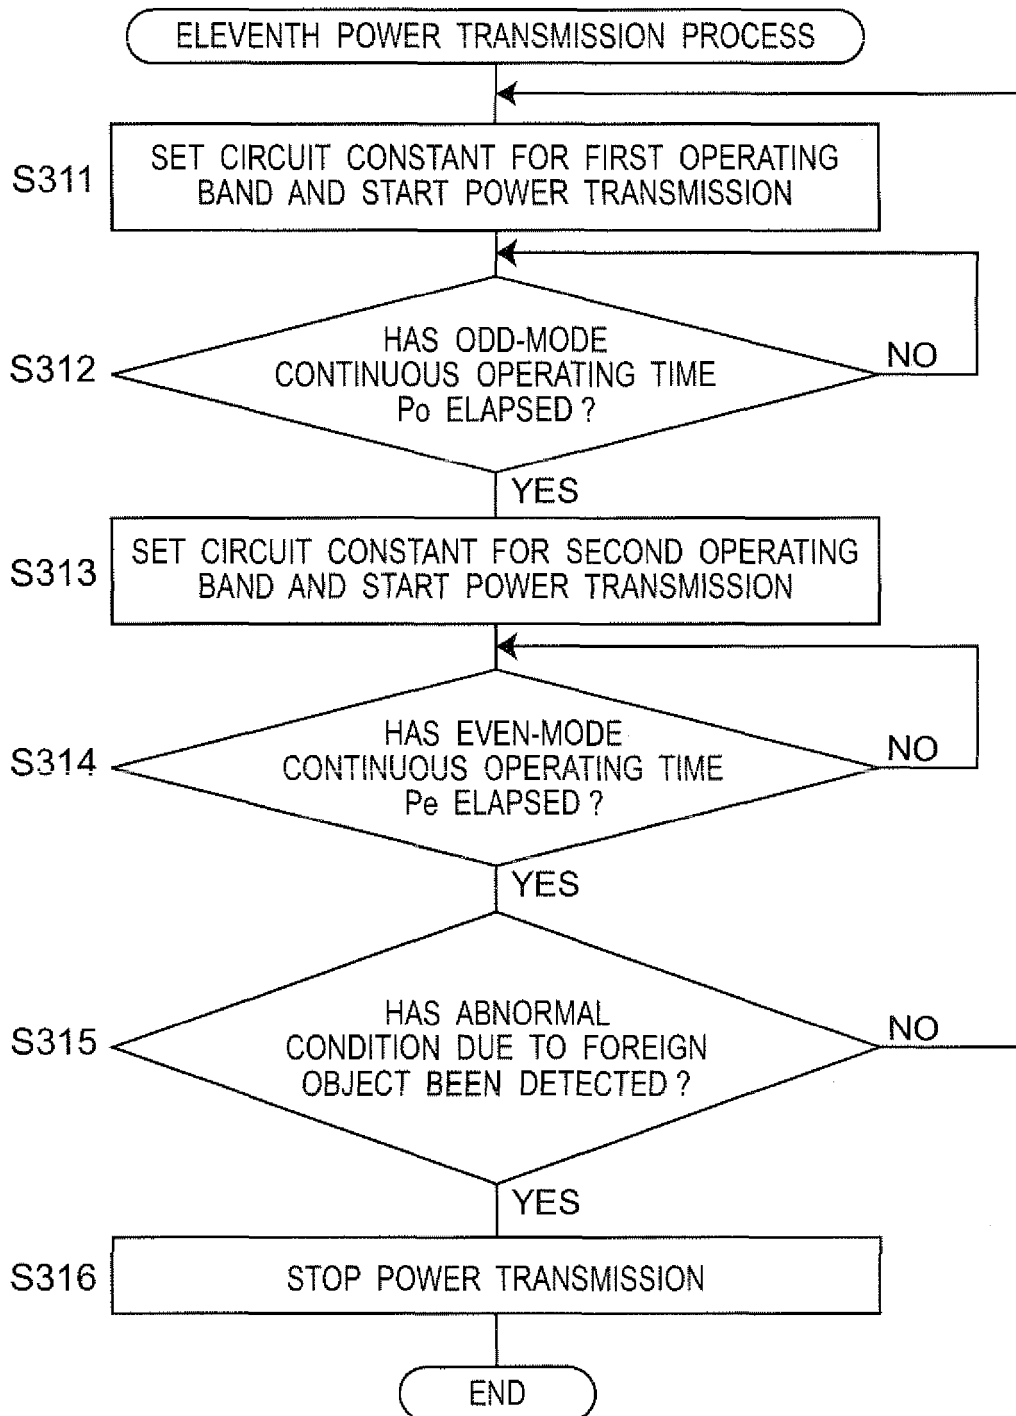 ELEVENTH POWER TRANSMISSION PROCESS
S311
SET CIRCUIT CONSTANT FOR FIRST OPERATING
BAND AND START POWER TRANSMISSION
S312
HAS ODD-MODE
CONTINUOUS OPERATING TIME
Po ELAPSED ?
NO
YES
S313
SET CIRCUIT CONSTANT FOR SECOND OPERATING
BAND AND START POWER TRANSMISSION
S314
HAS EVEN-MODE
CONTINUOUS OPERATING TIME
Pe ELAPSED ?
NO
YES
S315
HAS ABNORMAL
CONDITION DUE TO FOREIGN
OBJECT BEEN DETECTED ?
NO
YES
S316
STOP POWER TRANSMISSION
END